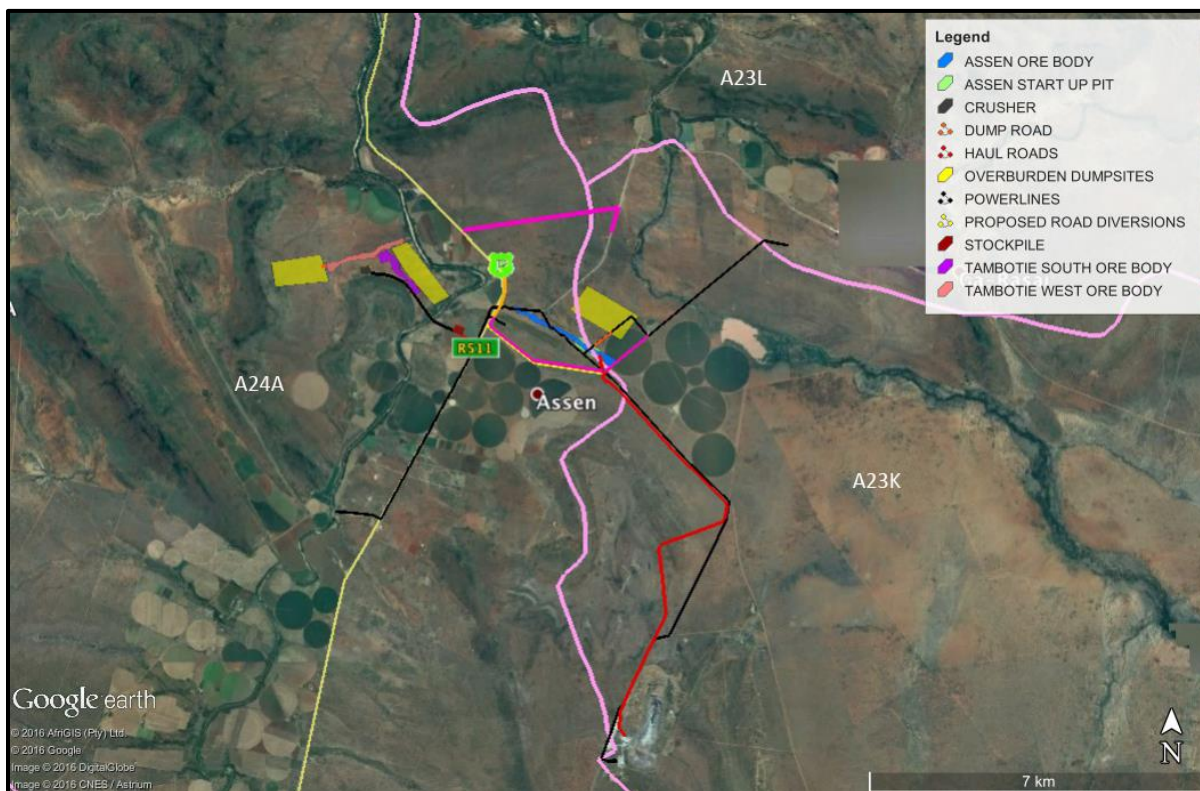 A23L
Legend
ASSEN ORE BODY
ASSEN START UP PIT
CRUSHER
DUMP ROAD
HAUL ROADS
OVERBURDEN DUMPSITES
POWERLINES
PROPOSED ROAD DIVERSIONS
STOCKPILE
TAMBOTIE SOUTH ORE BODY
TAMBOTIE WEST ORE BODY
R511
A24A
Assen
A23K
Google earth
© 2016 AfriGIS (Pty) Ltd.
© 2016 Google
Image © 2016 DigitalGlobe
Image © 2016 CNES / Astrium
N
7 km